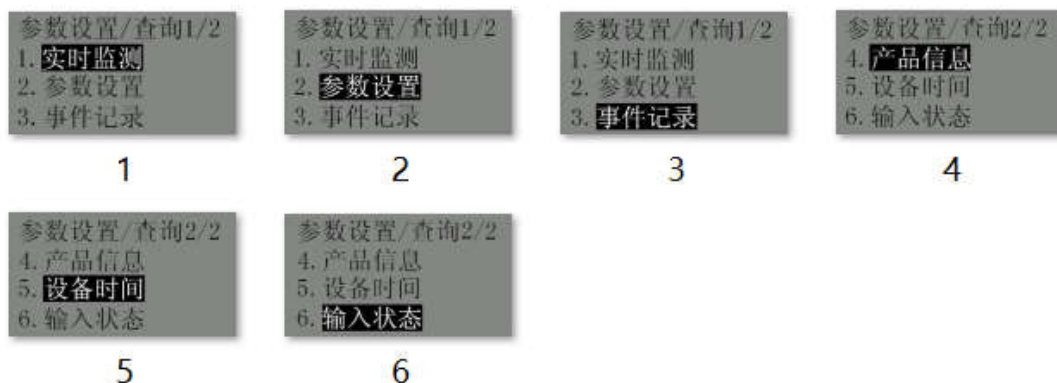 参数设置/查询1/2
1. 实时监测
2. 参数设置
3. 事件记录
1
参数设置/查询1/2
1. 实时监测
2. 参数设置
3. 事件记录
2
参数设置/查询1/2
1. 实时监测
2. 参数设置
3. 事件记录
3
参数设置/查询2/2
4. 产品信息
5. 设备时间
6. 输入状态
4
参数设置/查询2/2
4. 产品信息
5. 设备时间
6. 输入状态
5
参数设置/查询2/2
4. 产品信息
5. 设备时间
6. 输入状态
6